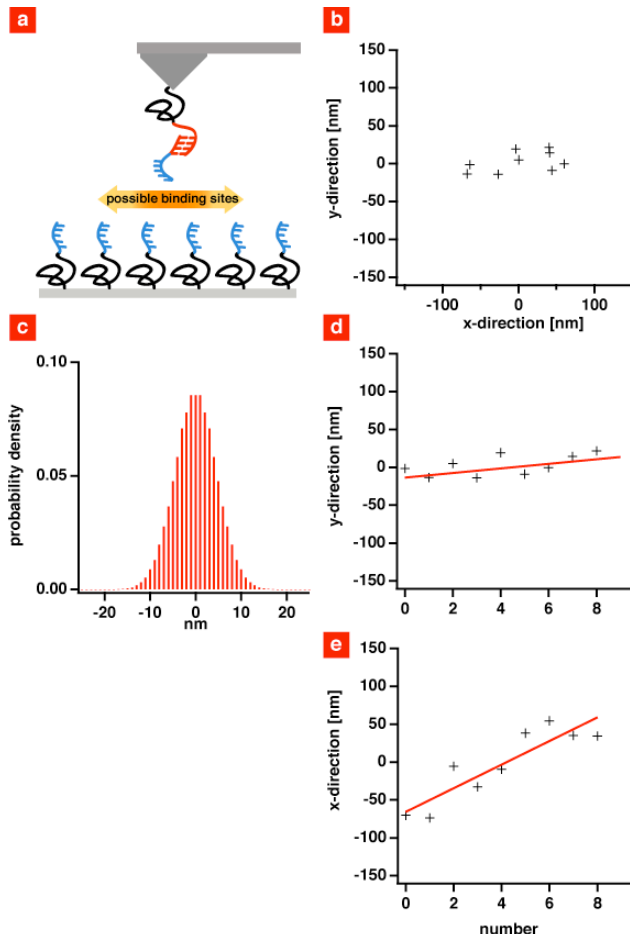 a
possible binding sites
b
150
100
50
0
-50
-100
-150
y-direction [nm]
-100 0 100
x-direction [nm]
c
0.10
0.05
0.00
probability density
-20 -10 0 10 20
nm
d
150
100
50
0
-50
-100
-150
y-direction [nm]
0 2 4 6 8
e
150
100
50
0
-50
-100
-150
x-direction [nm]
0 2 4 6 8
number